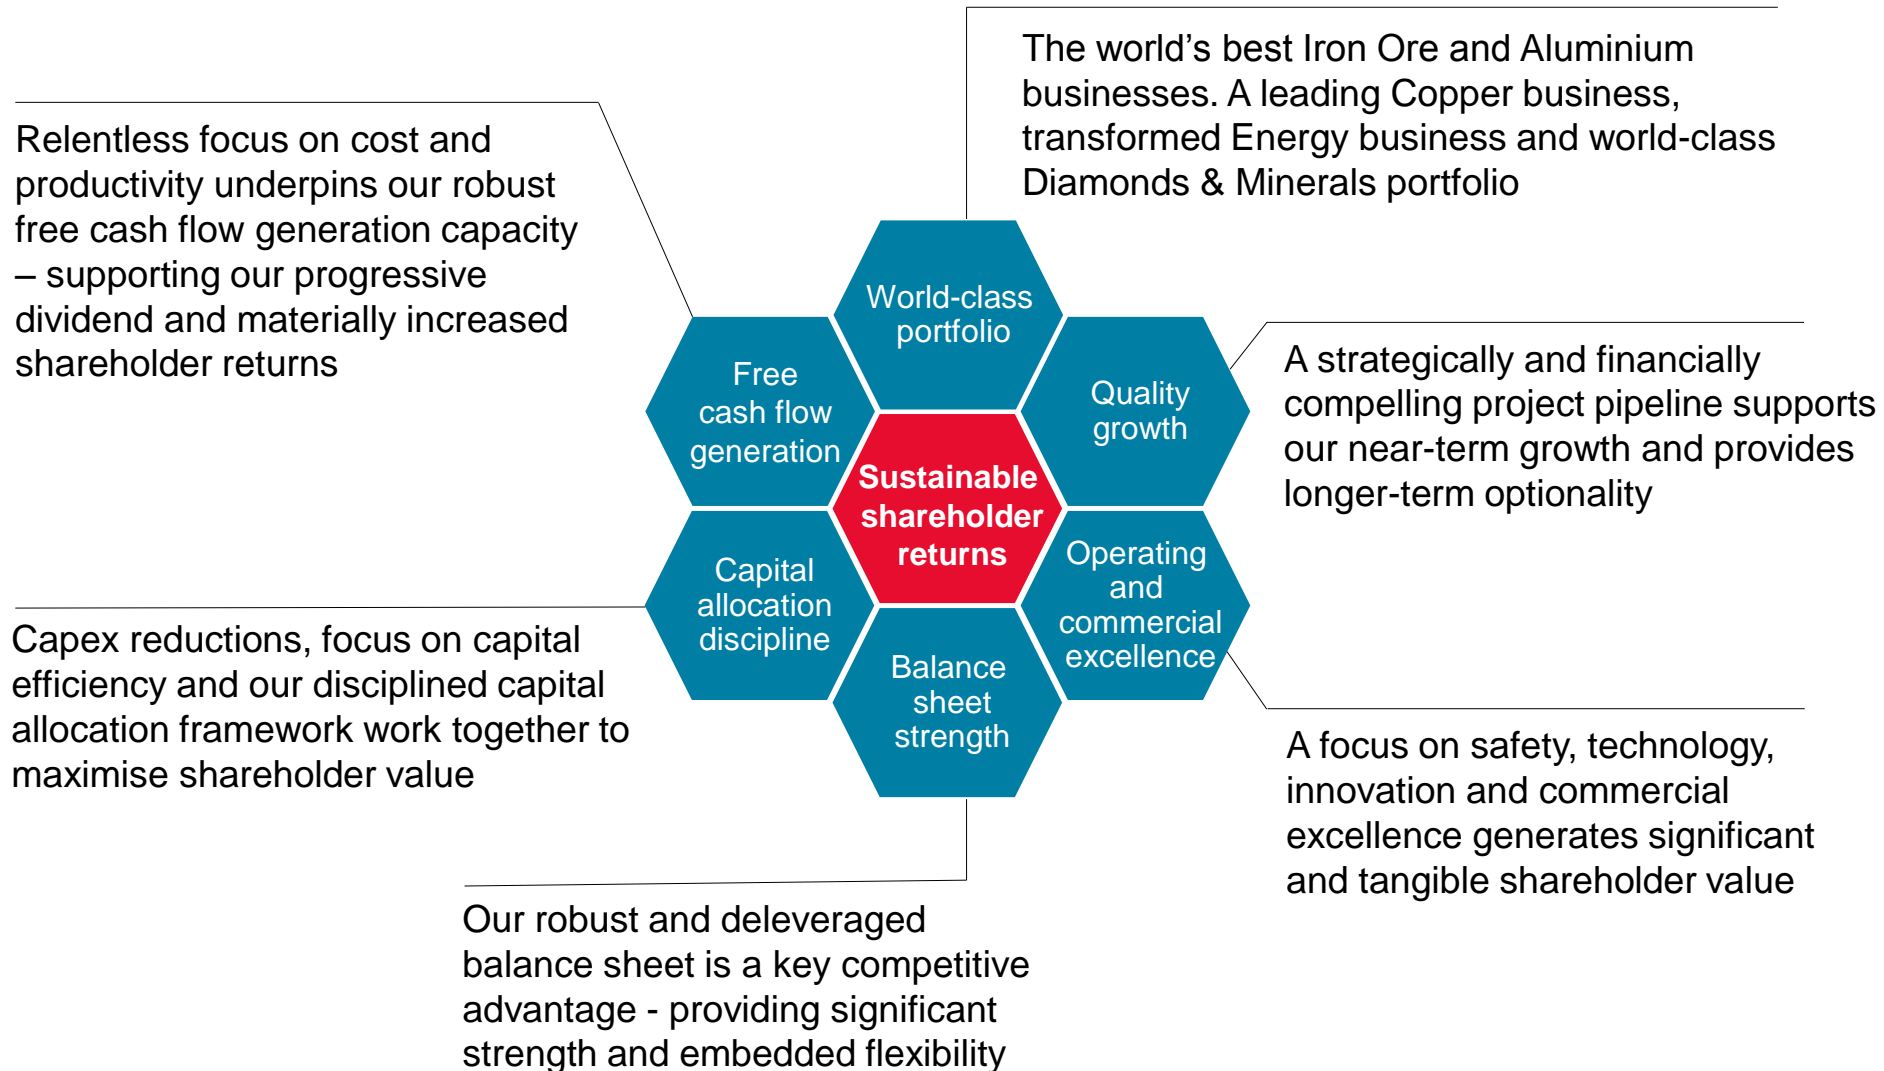 The world’s best Iron Ore and Aluminium
businesses. A leading Copper business,
transformed Energy business and world-class
Diamonds & Minerals portfolio
Relentless focus on cost and
productivity underpins our robust
free cash flow generation capacity
– supporting our progressive
dividend and materially increased
shareholder returns
World-class
portfolio
Free
cash flow
generation
Quality
growth
A strategically and financially
compelling project pipeline supports
our near-term growth and provides
longer-term optionality
Sustainable
shareholder
returns
Capital
allocation
discipline
Operating
and
commercial
excellence
Capex reductions, focus on capital
efficiency and our disciplined capital
allocation framework work together to
maximise shareholder value
Balance
sheet
strength
A focus on safety, technology,
innovation and commercial
excellence generates significant
and tangible shareholder value
Our robust and deleveraged
balance sheet is a key competitive
advantage - providing significant
strength and embedded flexibility